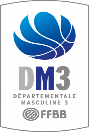 DM3
DÉPARTEMENTALE
MASCULINE 3
FFBB